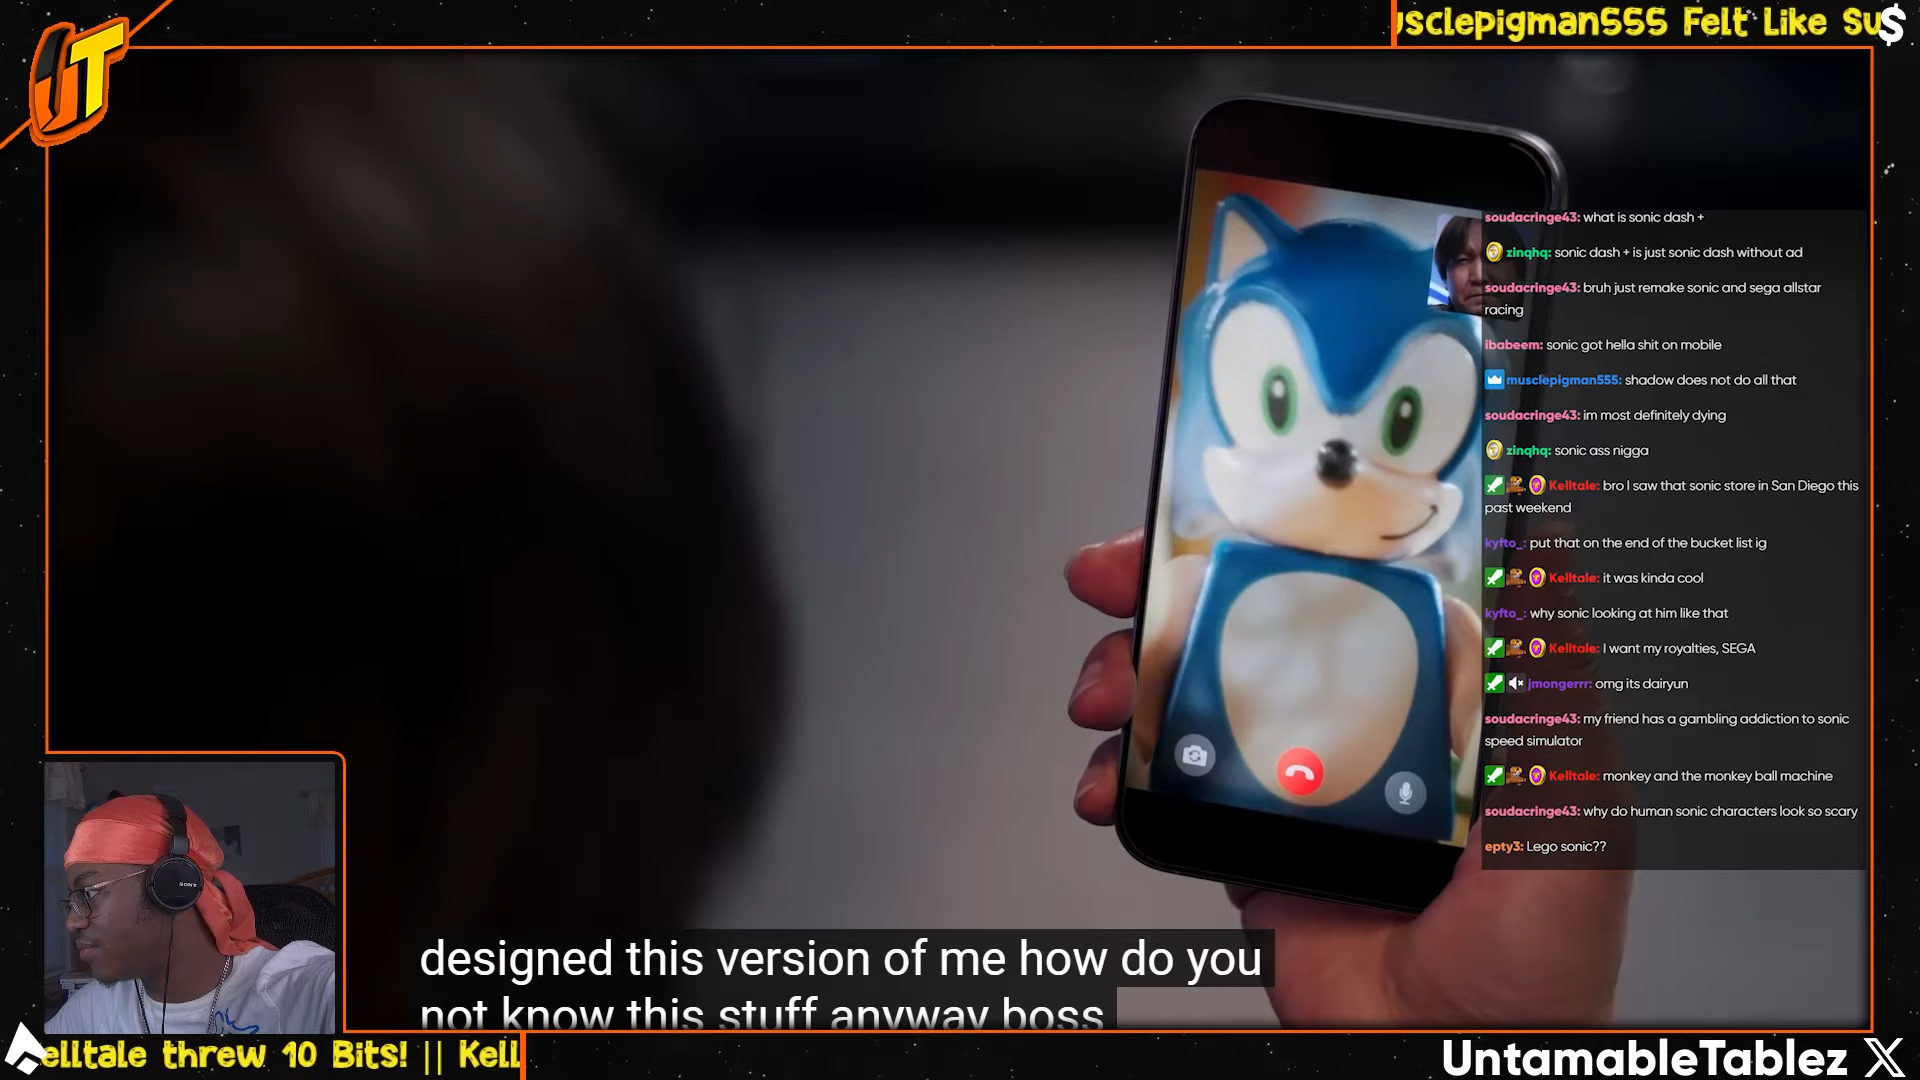 usclepigman555 Felt Like Su
$
UT
soudacringe43: what is sonic dash +
zinqhq: sonic dash + is just sonic dash without ad
soudacringe43: bruh just remake sonic and sega allstar
racing
ibabeem: sonic got hella shit on mobile
musclepigman555: shadow does not do all that
soudacringe43: im most definitely dying
zinqhq: sonic ass nigga
Kelltale: bro I saw that sonic store in San Diego this
past weekend
kyfto_: put that on the end of the bucket list ig
Kelltale: it was kinda cool
kyfto_: why sonic looking at him like that
Kelltale: I want my royalties, SEGA
jmongerrr: omg its dairyun
soudacringe43: my friend has a gambling addiction to sonic
speed simulator
Kelltale: monkey and the monkey ball machine
soudacringe43: why do human sonic characters look so scary
epty3: Lego sonic??
SONY
designed this version of me how do you
not know this stuff anyway boss
elltale threw 10 Bits! || Kell
UntamableTablez X